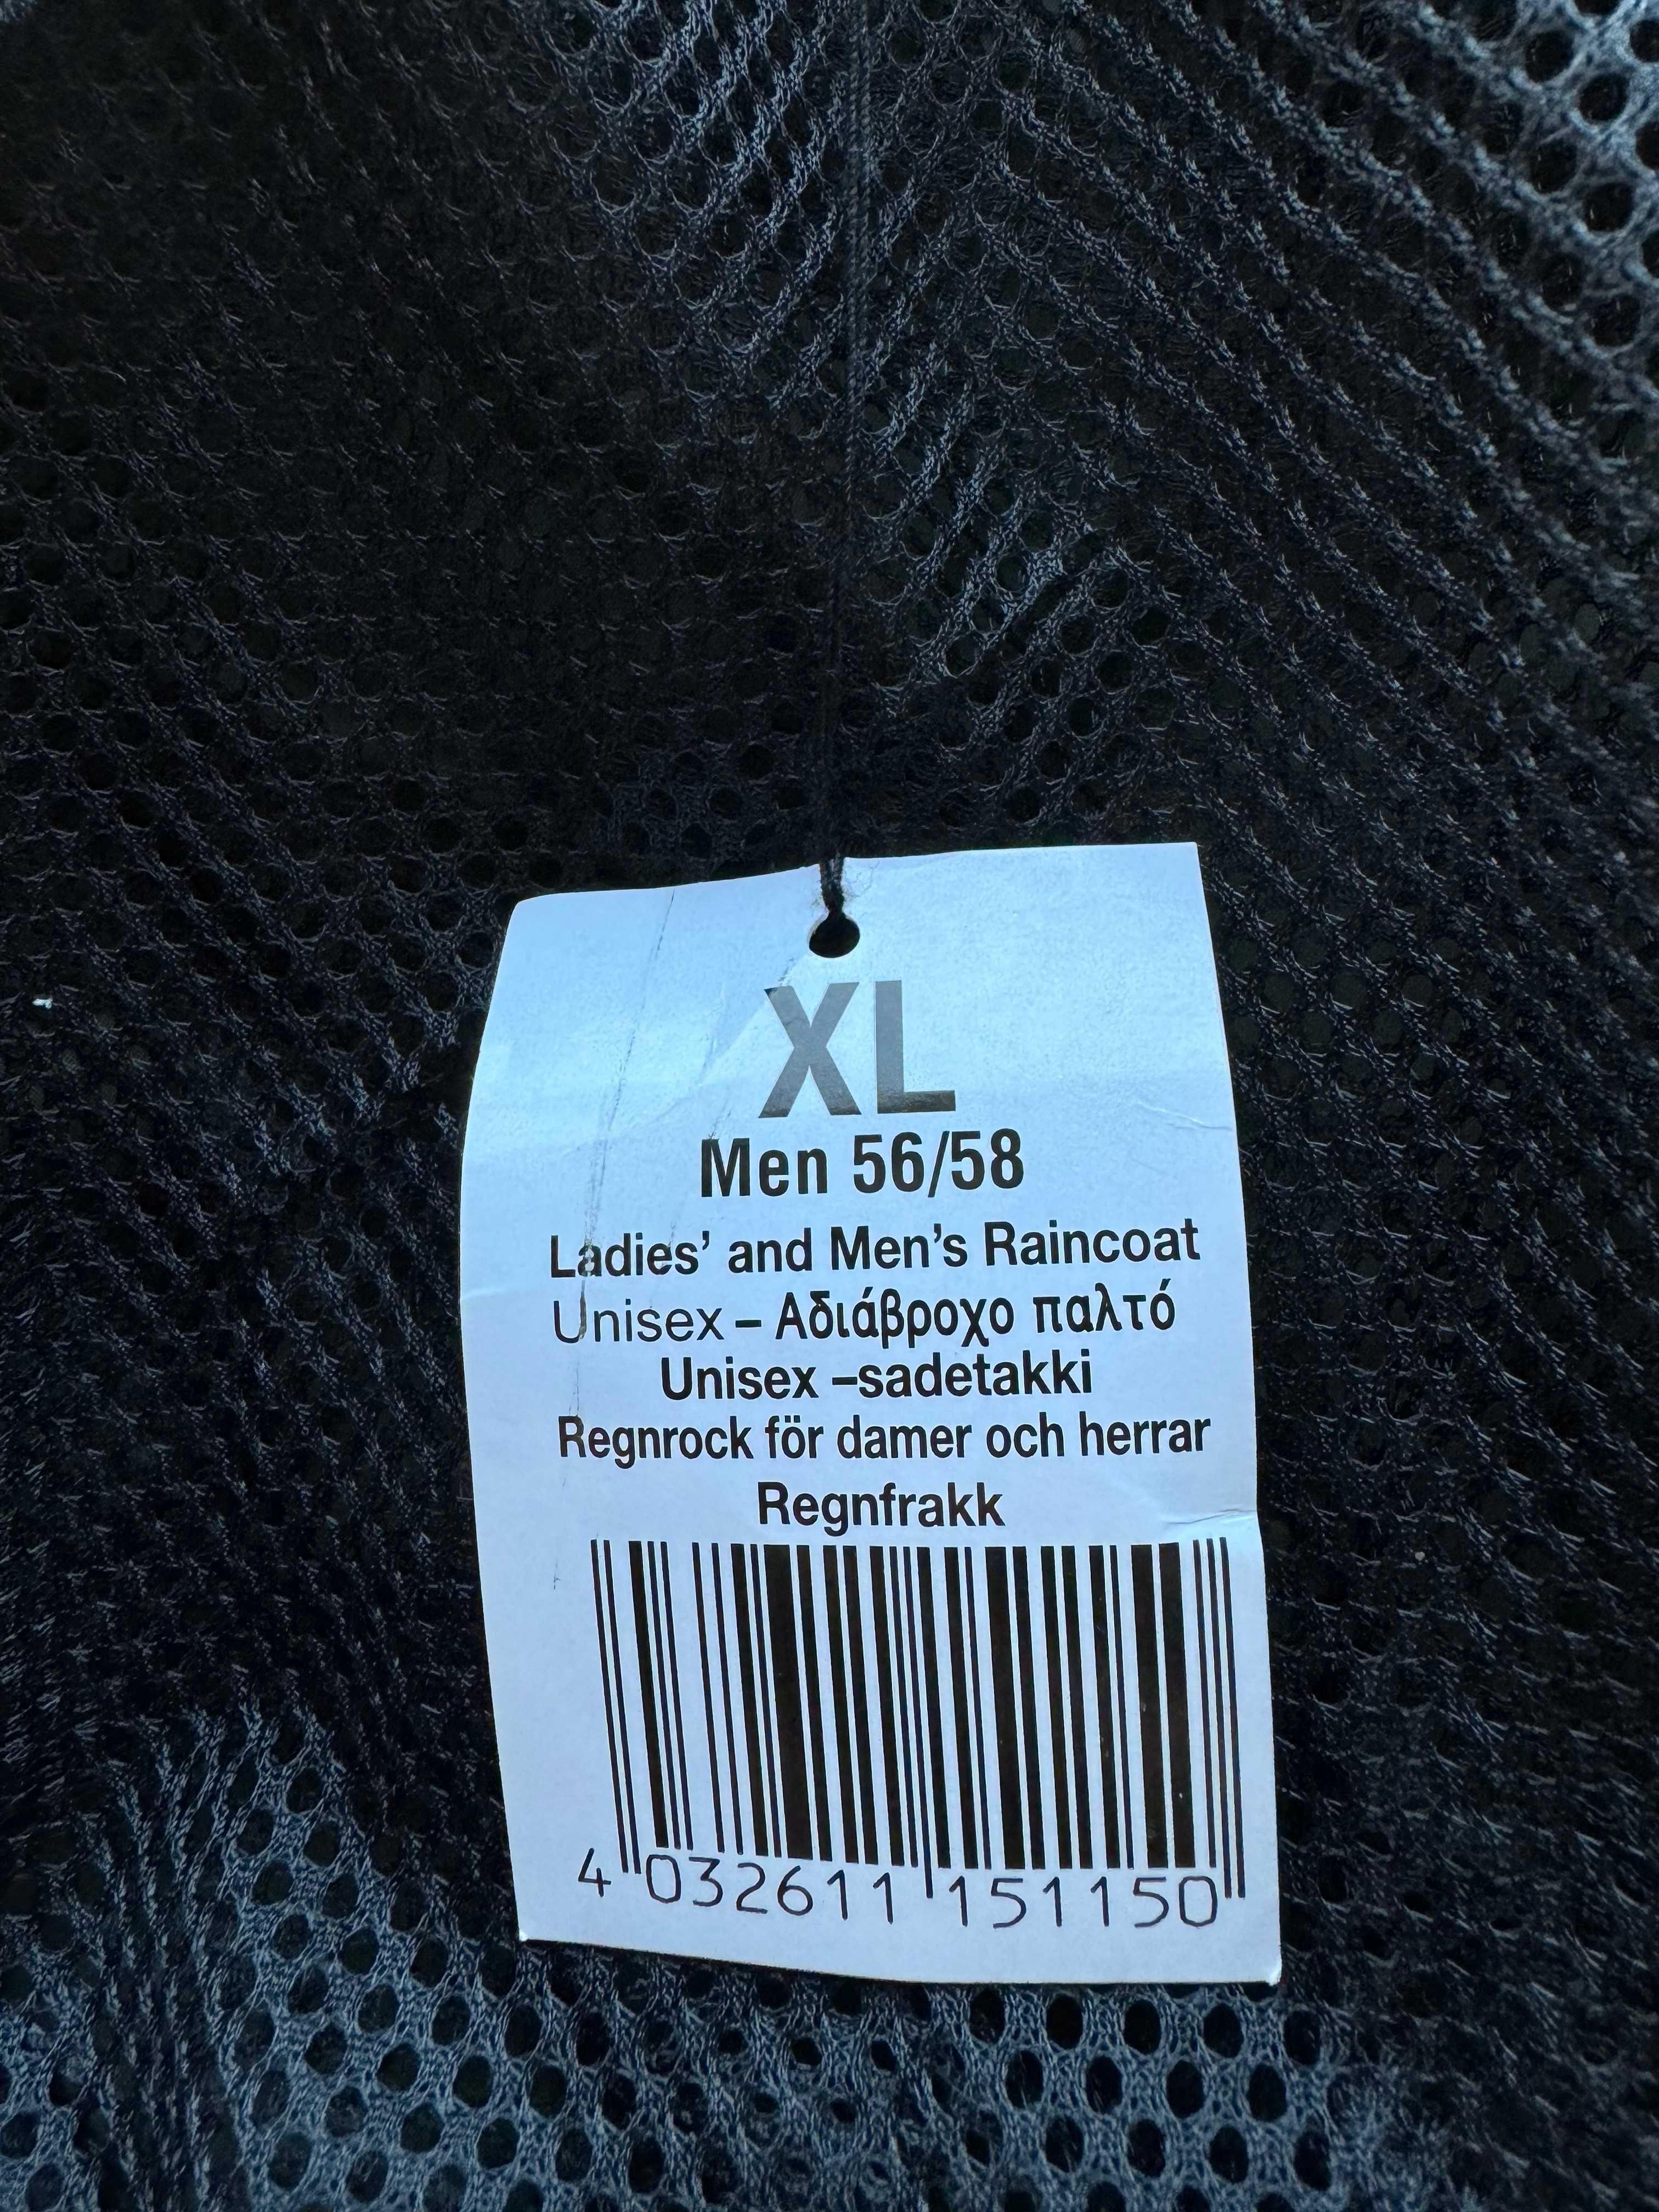 XL
Men 56/58
Ladies’ and Men’s Raincoat
Unisex – Αδιάβροχο παλτό
Unisex –sadetakki
Regnrock för damer och herrar
Regnfrakk
4 032611 151150